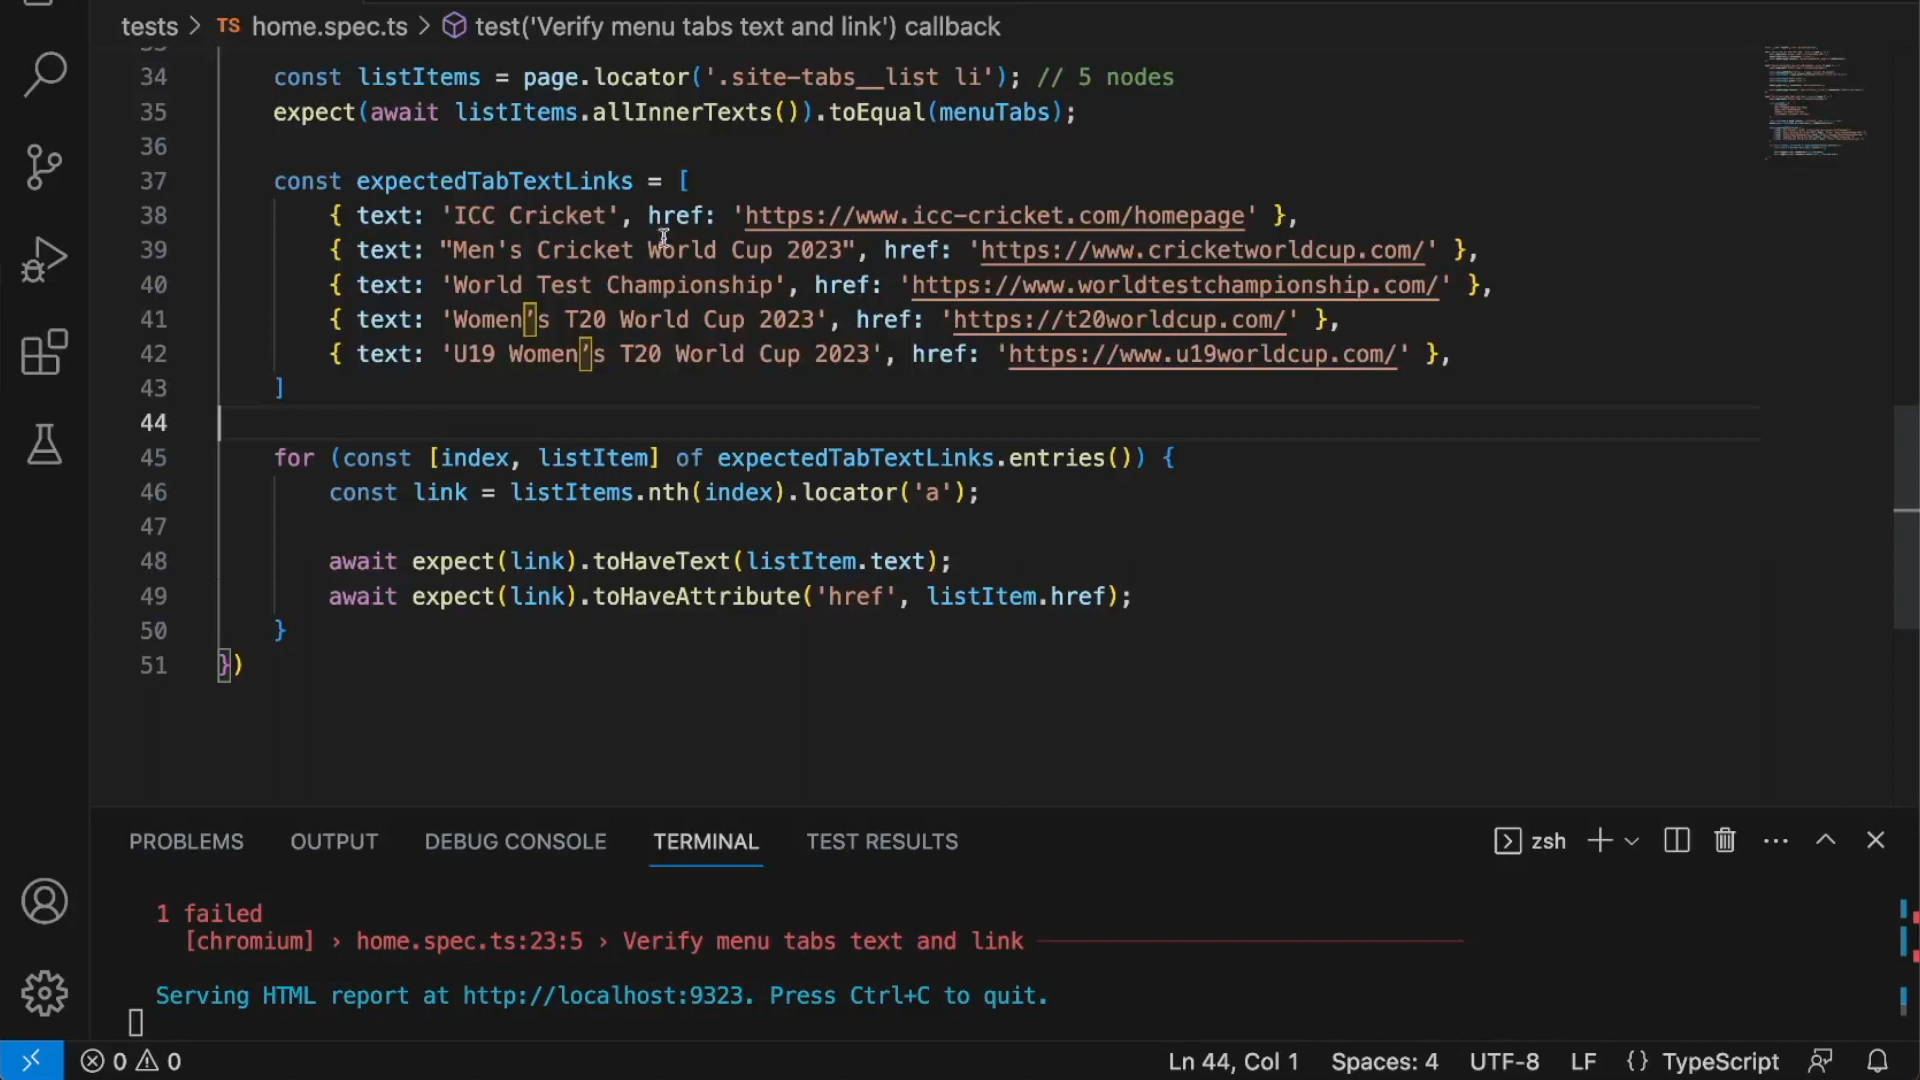 tests > TS home.spec.ts > test('Verify menu tabs text and link') callback
34 const listItems = page.locator('.site-tabs__list li'); // 5 nodes
35 expect(await listItems.allInnerTexts()).toEqual(menuTabs);
36
37 const expectedTabTextLinks = [
38 { text: 'ICC Cricket', href: 'https://www.icc-cricket.com/homepage' },
39 { text: "Men's Cricket World Cup 2023", href: 'https://www.cricketworldcup.com/' },
40 { text: 'World Test Championship', href: 'https://www.worldtestchampionship.com/' },
41 { text: 'Women’s T20 World Cup 2023', href: 'https://t20worldcup.com/' },
42 { text: 'U19 Women’s T20 World Cup 2023', href: 'https://www.u19worldcup.com/' },
43 ]
44
45 for (const [index, listItem] of expectedTabTextLinks.entries()) {
46 const link = listItems.nth(index).locator('a');
47
48 await expect(link).toHaveText(listItem.text);
49 await expect(link).toHaveAttribute('href', listItem.href);
50 }
51 })
PROBLEMS OUTPUT DEBUG CONSOLE TERMINAL TEST RESULTS zsh
1 failed
[chromium] › home.spec.ts:23:5 › Verify menu tabs text and link
Serving HTML report at http://localhost:9323. Press Ctrl+C to quit.
0 0 Ln 44, Col 1 Spaces: 4 UTF-8 LF {} TypeScript